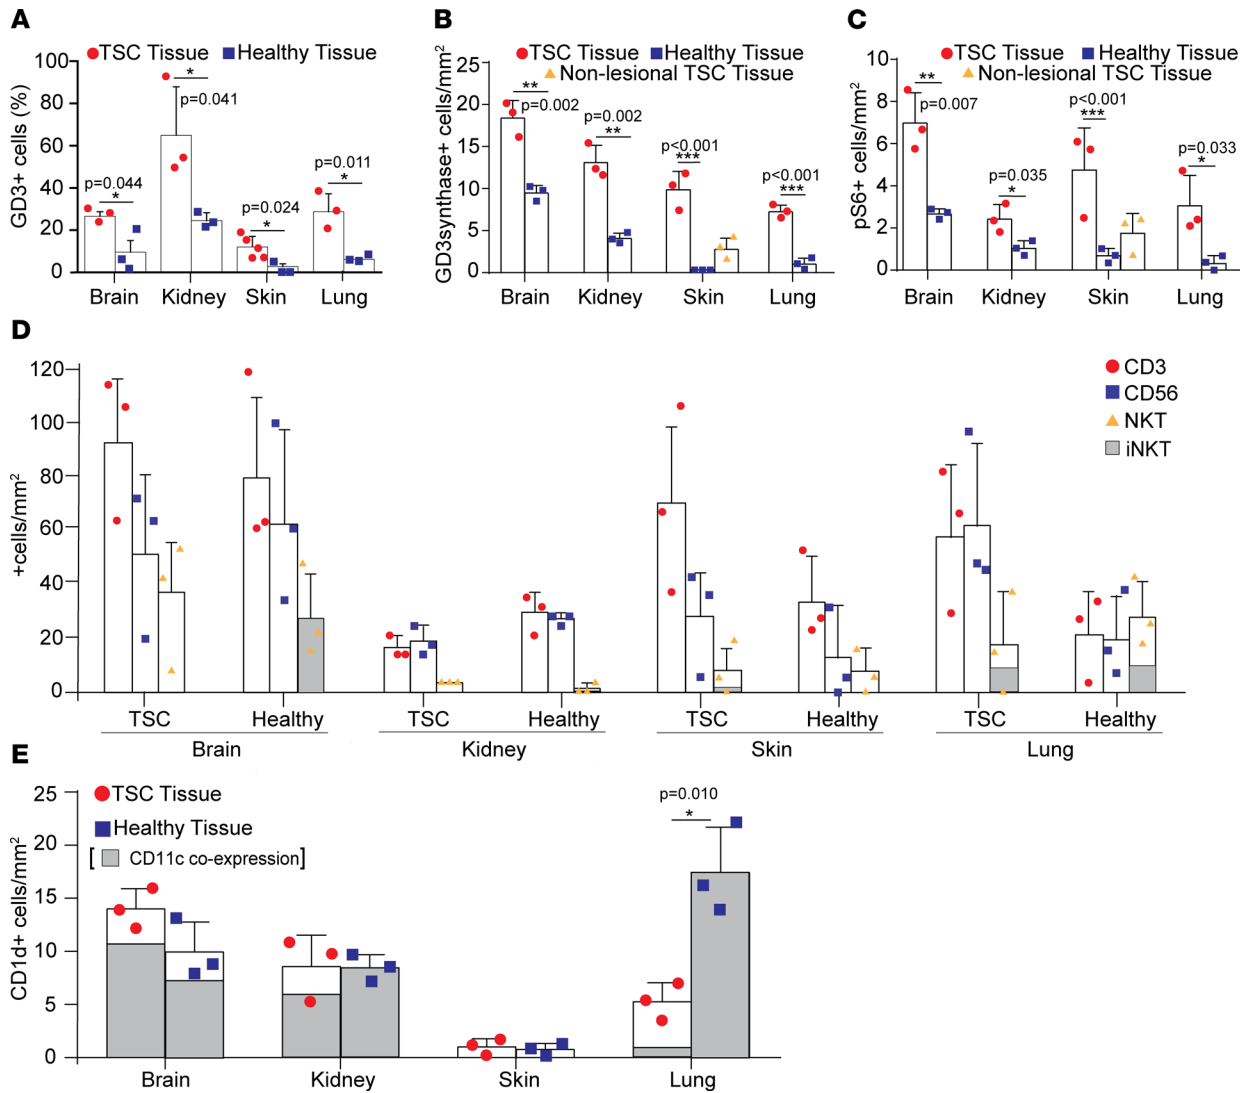 A
TSC Tissue Healthy Tissue
GD3+ cells (%)
100
80
60
40
20
0
p=0.044
*
*
p=0.041
p=0.024
*
p=0.011
*
Brain Kidney Skin Lung
B
TSC Tissue Healthy Tissue
Non-lesional TSC Tissue
GD3synthase+ cells/mm²
25
20
15
10
5
0
**
p=0.002
p=0.002
**
p<0.001
***
p<0.001
***
Brain Kidney Skin Lung
C
TSC Tissue Healthy Tissue
Non-lesional TSC Tissue
pS6+ cells/mm²
10
8
6
4
2
0
**
p=0.007
p=0.035
*
p<0.001
***
p=0.033
*
Brain Kidney Skin Lung
D
+cells/mm²
120
100
80
60
40
20
0
CD3
CD56
NKT
iNKT
TSC Healthy TSC Healthy TSC Healthy TSC Healthy
Brain Kidney Skin Lung
E
TSC Tissue
Healthy Tissue
[ CD11c co-expression]
CD1d+ cells/mm²
25
20
15
10
5
0
p=0.010
*
Brain Kidney Skin Lung